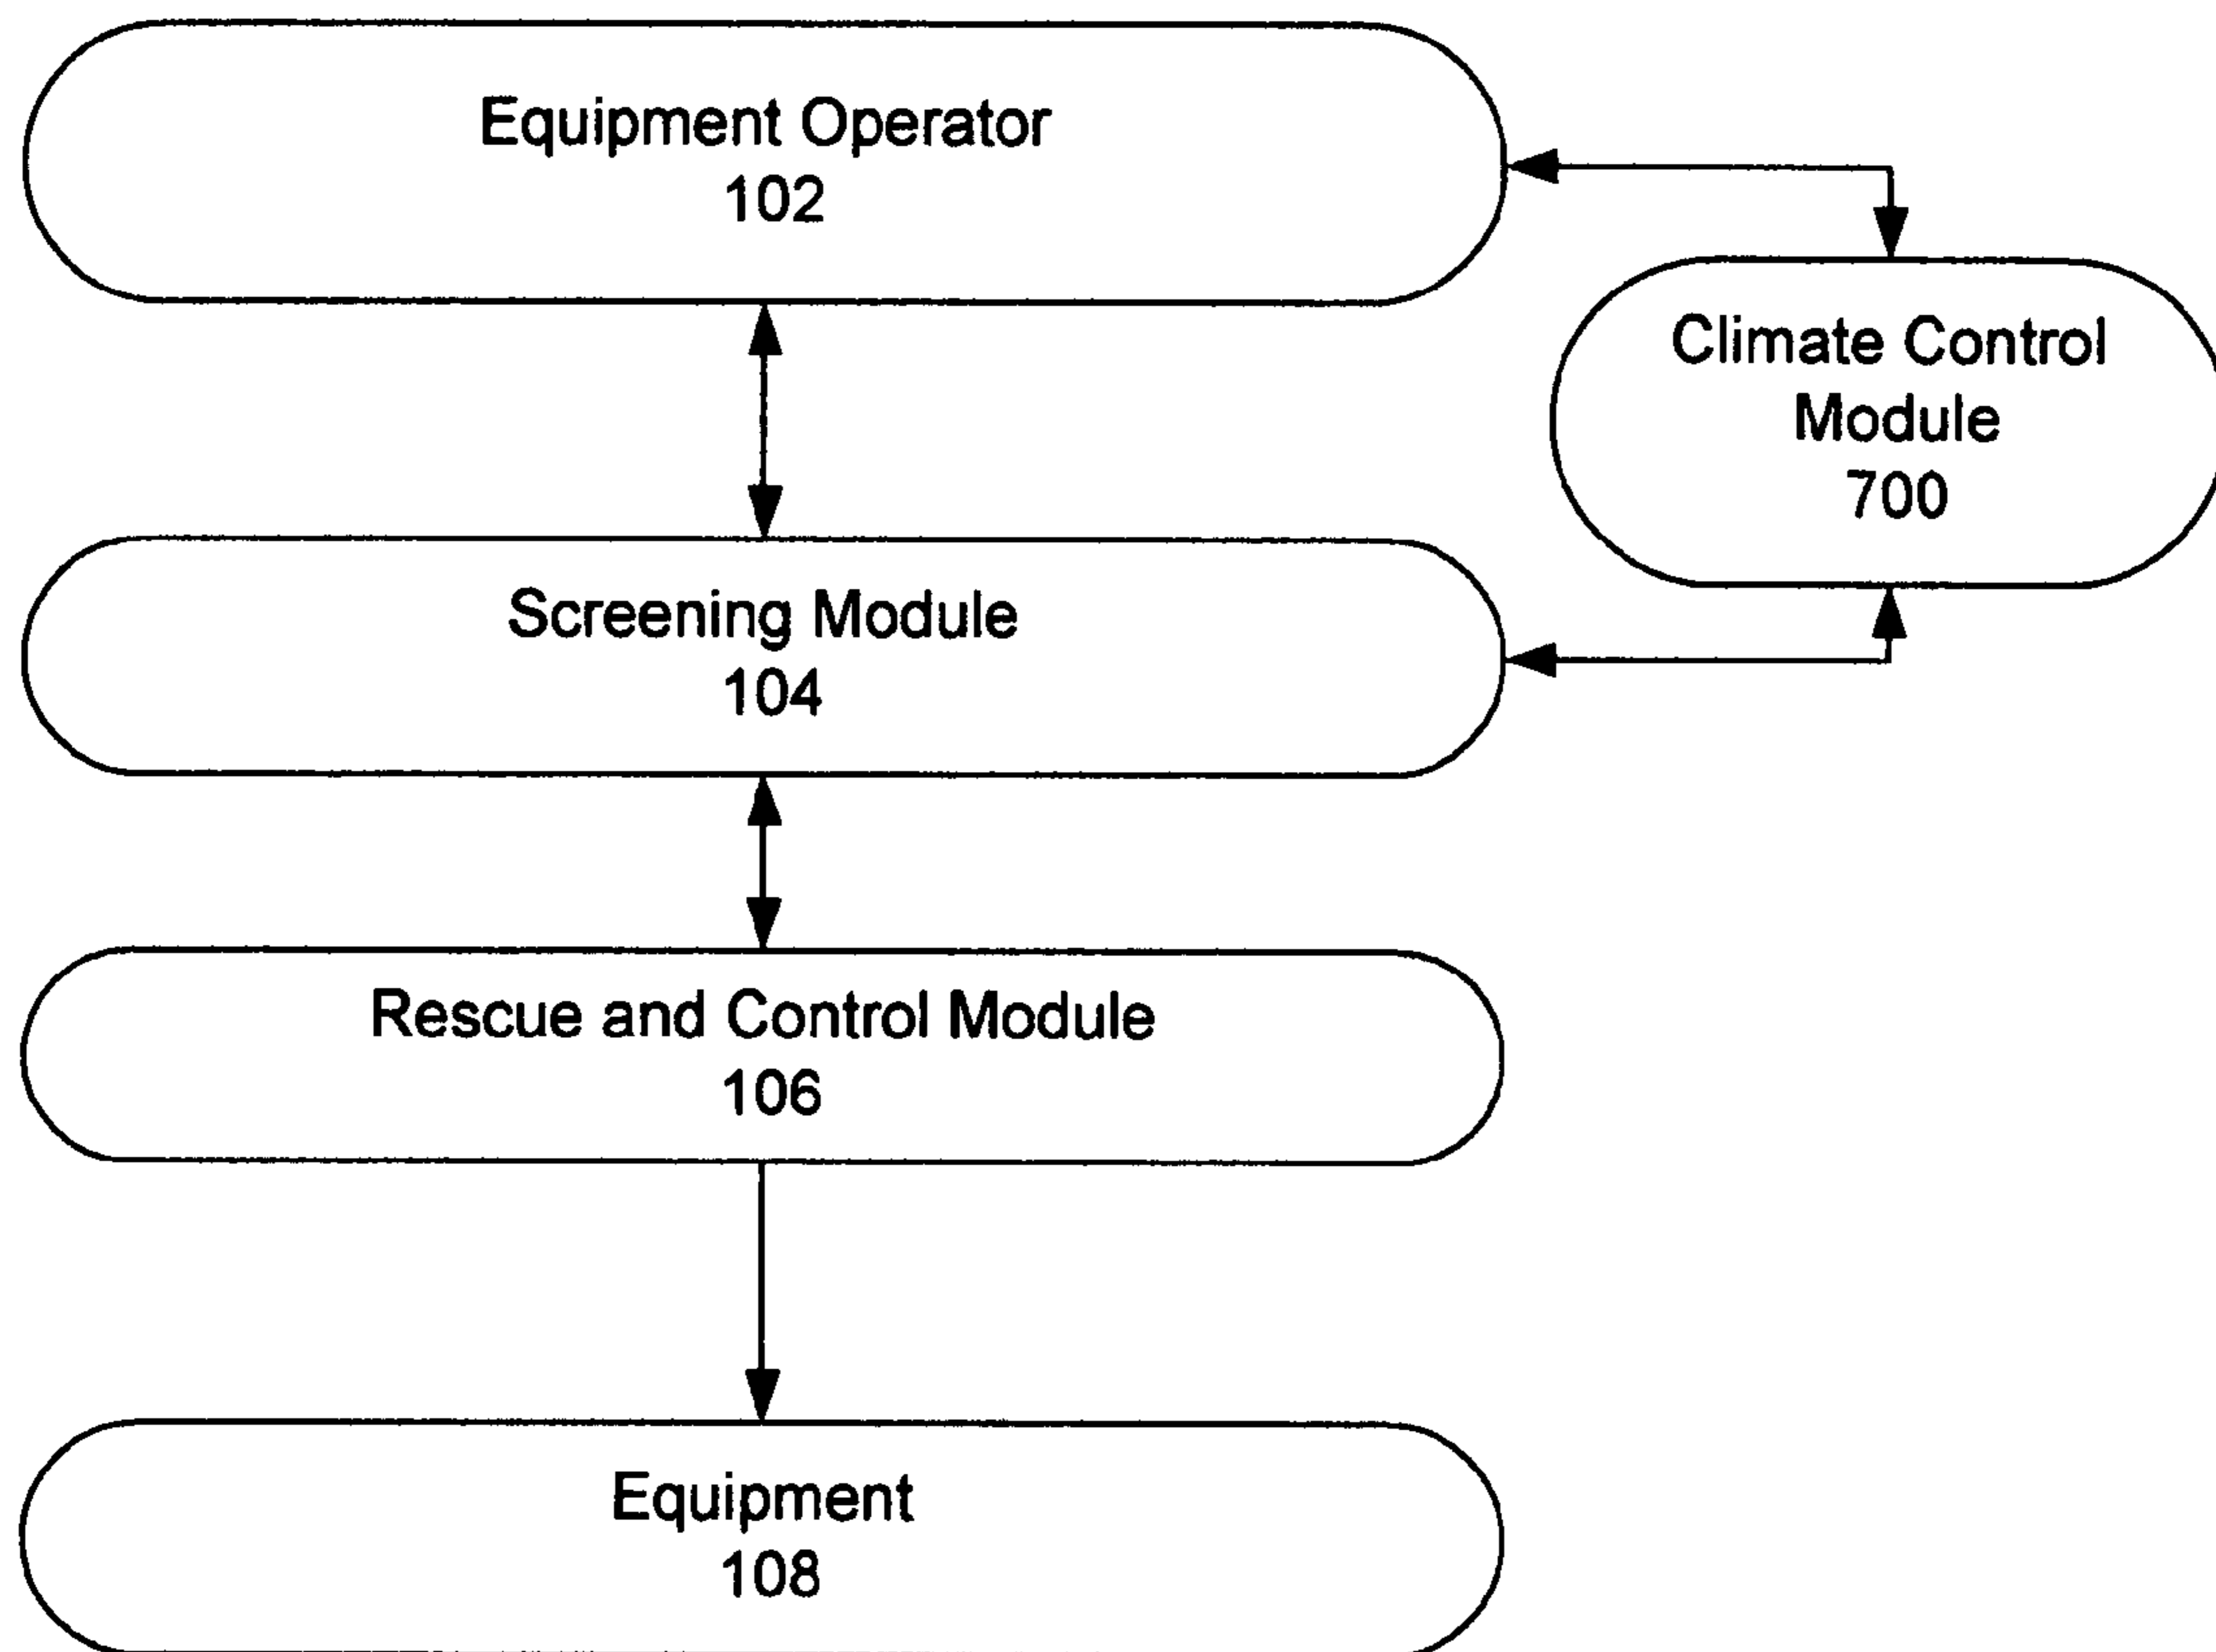 Equipment Operator
102
Climate Control
Module
700
Screening Module
104
Rescue and Control Module
106
Equipment
108